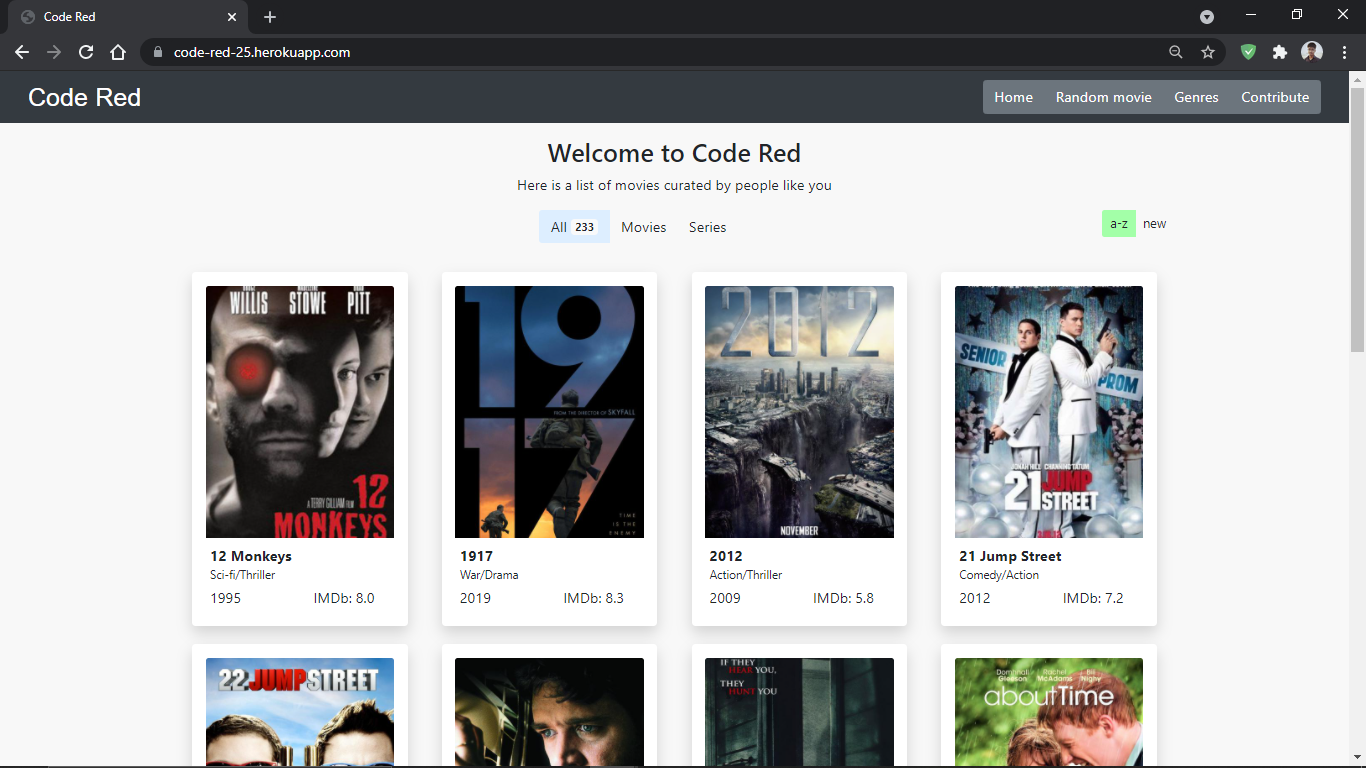 Code Red
code-red-25.herokuapp.com
Code Red
Home Random movie Genres Contribute
Welcome to Code Red
Here is a list of movies curated by people like you
All 233 Movies Series
a-z new
WILLIS STOWE PITT
A TERRY GILLIAM FILM
12
MONKEYS
19
FROM THE DIRECTOR OF SKYFALL
17
TIME
IS THE
ENEMY
2012
NOVEMBER
SENIOR
PROM
JONAH HILL CHANNING TATUM
21 JUMP
STREET
12 Monkeys
Sci-fi/Thriller
1995 IMDb: 8.0
1917
War/Drama
2019 IMDb: 8.3
2012
Action/Thriller
2009 IMDb: 5.8
21 Jump Street
Comedy/Action
2012 IMDb: 7.2
22 JUMP STREET
IF THEY
HEAR YOU,
THEY
HUNT YOU
Domhnall Rachel Bill
Gleeson McAdams Nighy
aboutTime